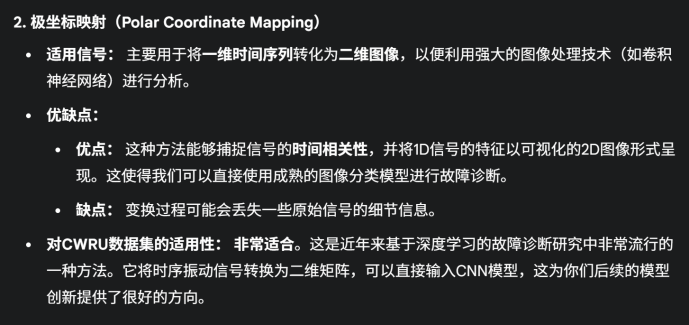 2. 极坐标映射（Polar Coordinate Mapping）
• 适用信号： 主要用于将一维时间序列转化为二维图像，以便利用强大的图像处理技术（如卷积
神经网络）进行分析。
• 优缺点：
• 优点： 这种方法能够捕捉信号的时间相关性，并将1D信号的特征以可视化的2D图像形式呈
现。这使得我们可以直接使用成熟的图像分类模型进行故障诊断。
• 缺点： 变换过程可能会丢失一些原始信号的细节信息。
• 对CWRU数据集的适用性： 非常适合。这是近年来基于深度学习的故障诊断研究中非常流行的
一种方法。它将时序振动信号转换为二维矩阵，可以直接输入CNN模型，这为你们后续的模型
创新提供了很好的方向。